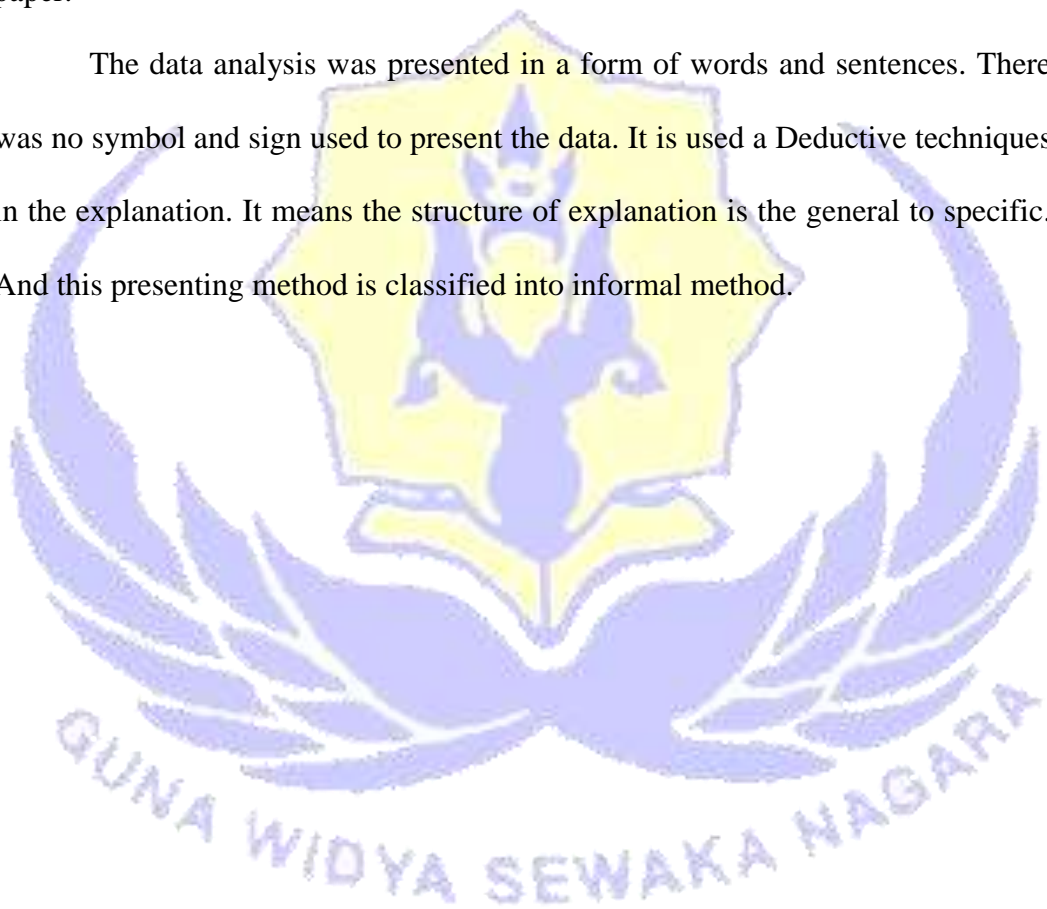 paper.
The data analysis was presented in a form of words and sentences. There
was no symbol and sign used to present the data. It is used a Deductive techniques
in the explanation. It means the structure of explanation is the general to specific.
And this presenting method is classified into informal method.
GUNA WIDYA SEWAKA NAGARA